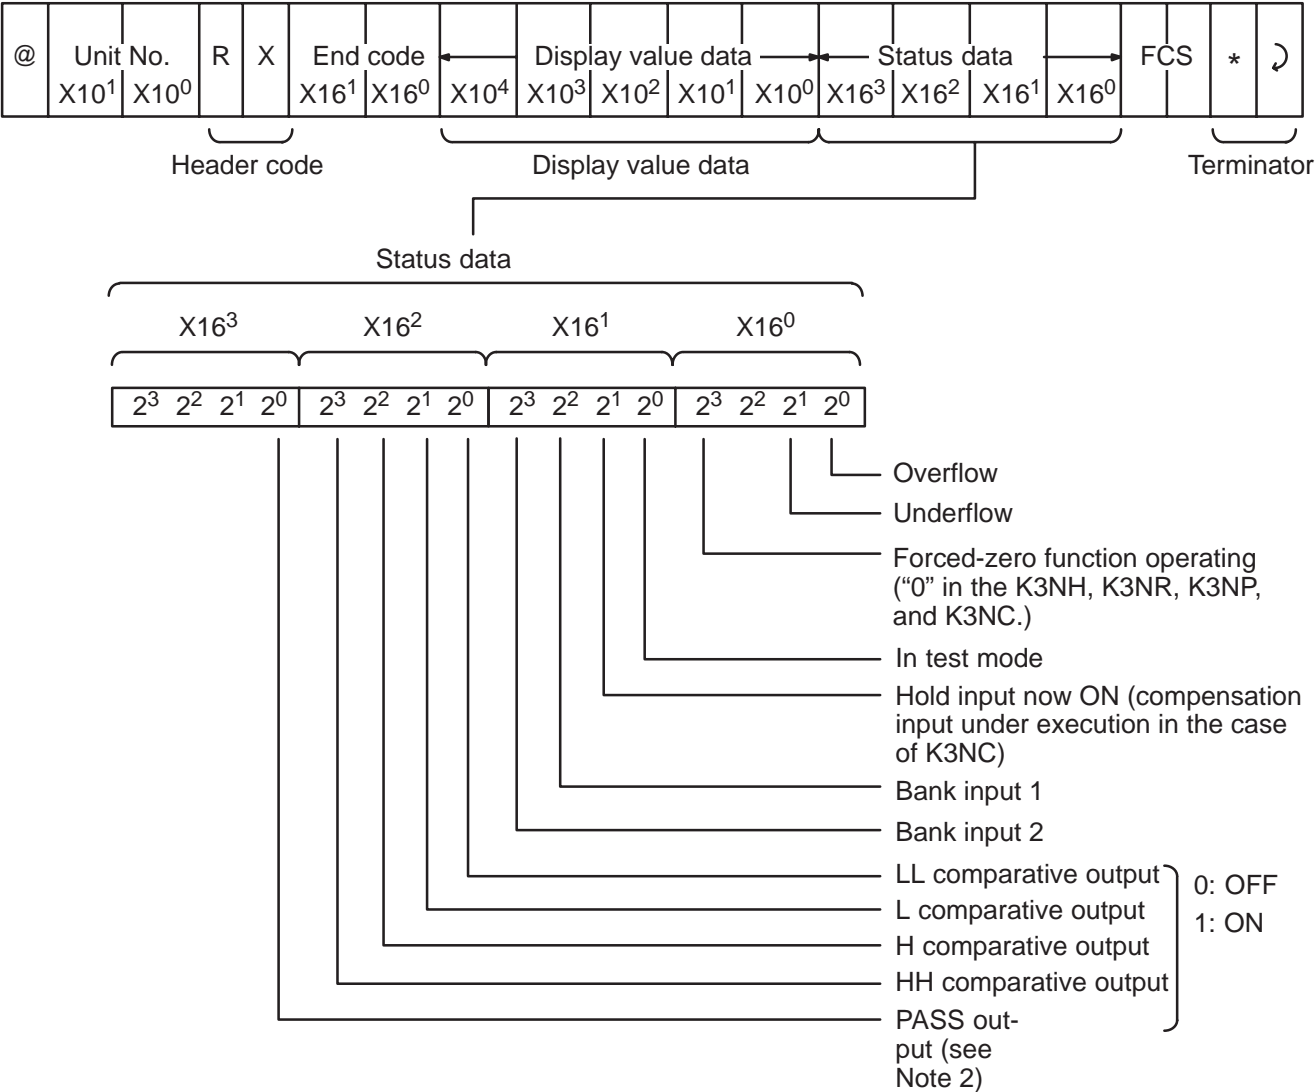 @ Unit No. R X End code Display value data Status data FCS * ⤸
X10¹ X10⁰ X16¹ X16⁰ X10⁴ X10³ X10² X10¹ X10⁰ X16³ X16² X16¹ X16⁰
Header code Display value data Terminator
Status data
X16³ X16² X16¹ X16⁰
2³ 2² 2¹ 2⁰ 2³ 2² 2¹ 2⁰ 2³ 2² 2¹ 2⁰ 2³ 2² 2¹ 2⁰
Overflow
Underflow
Forced-zero function operating
(“0” in the K3NH, K3NR, K3NP,
and K3NC.)
In test mode
Hold input now ON (compensation
input under execution in the case
of K3NC)
Bank input 1
Bank input 2
LL comparative output
L comparative output
H comparative output
HH comparative output
PASS out-
put (see
Note 2)
0: OFF
1: ON